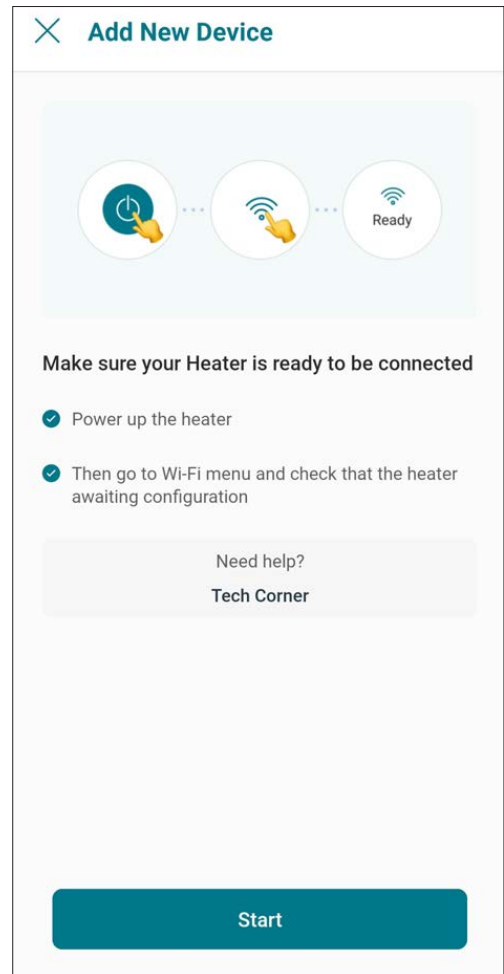 Add New Device
Ready
Make sure your Heater is ready to be connected
Power up the heater
Then go to Wi-Fi menu and check that the heater
awaiting configuration
Need help?
Tech Corner
Start